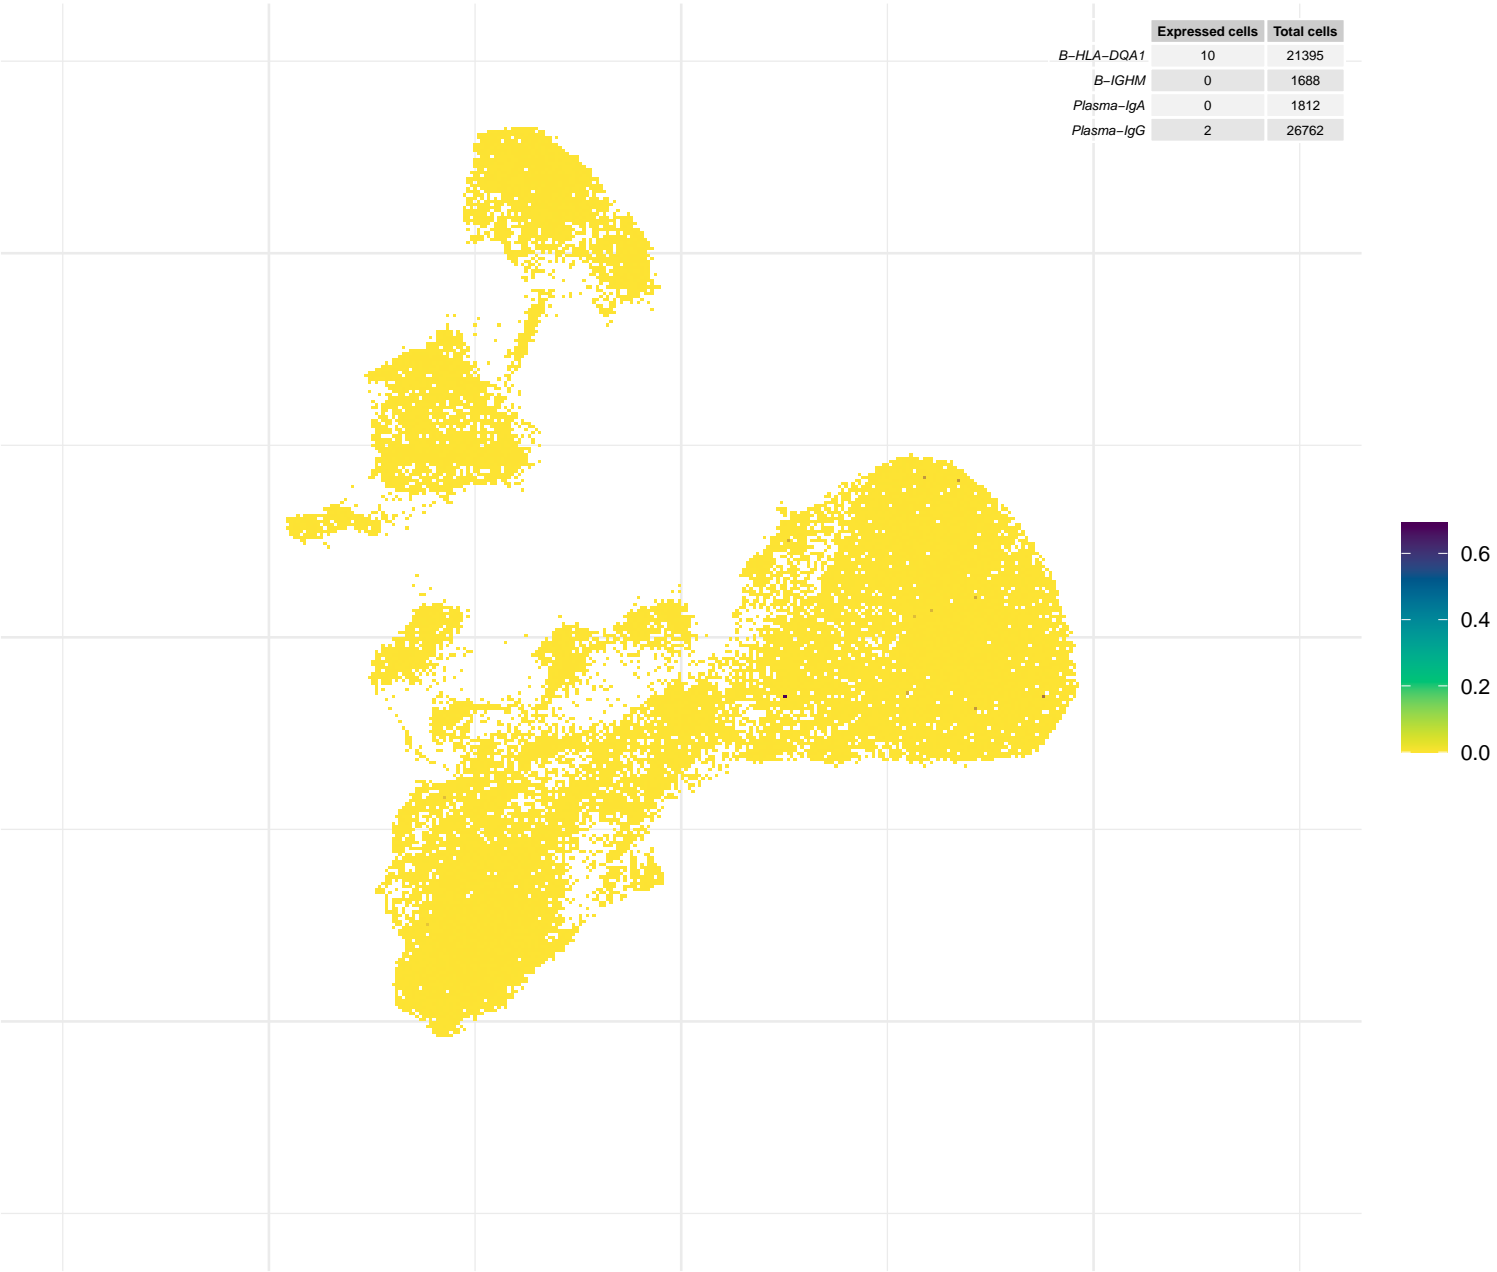 Expressed cells Total cells
B−HLA−DQA1 10 21395
B−IGHM 0 1688
Plasma−IgA 0 1812
Plasma−IgG 2 26762
0.6
0.4
0.2
0.0